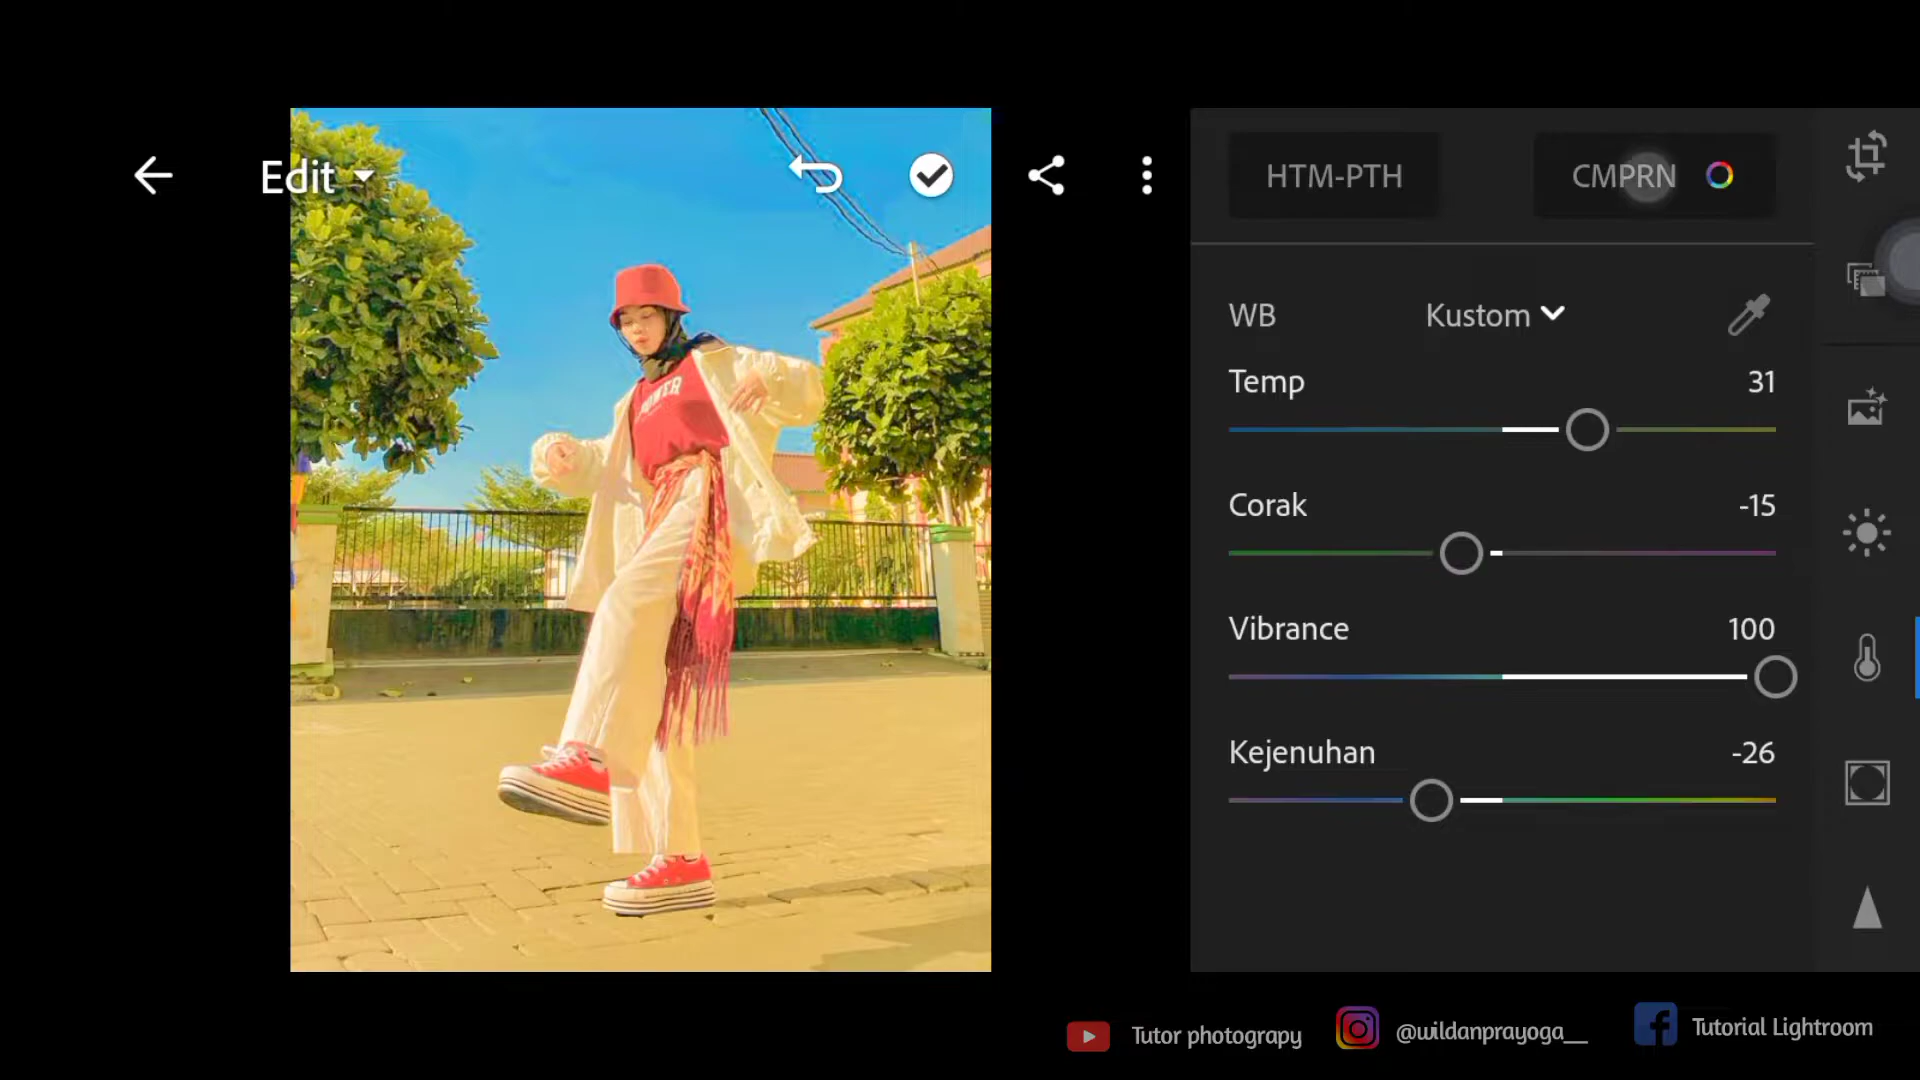 Edit
HTM-PTH
CMPRN
WB
Kustom
Temp
31
Corak
-15
Vibrance
100
Kejenuhan
-26
POWER
Tutor photograpy
@wildanprayoga__
Tutorial Lightroom